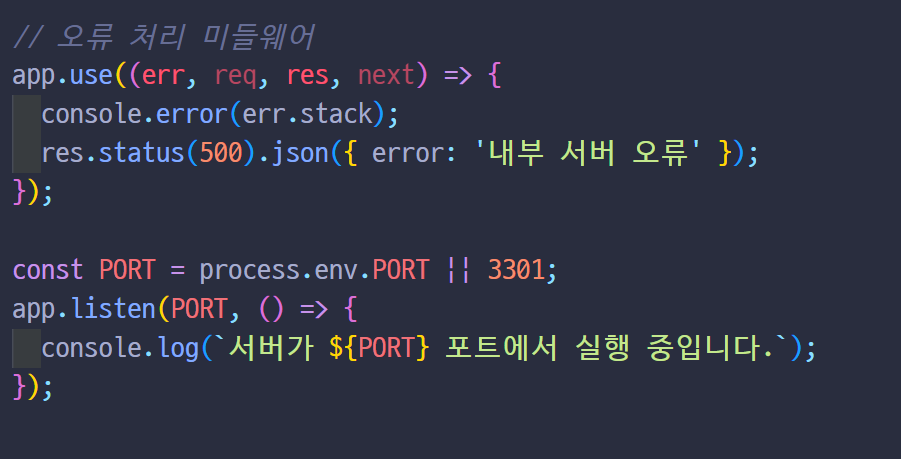 // 오류 처리 미들웨어
app.use((err, req, res, next) => {
  console.error(err.stack);
  res.status(500).json({ error: '내부 서버 오류' });
});

const PORT = process.env.PORT || 3301;
app.listen(PORT, () => {
  console.log(`서버가 ${PORT} 포트에서 실행 중입니다.`);
});